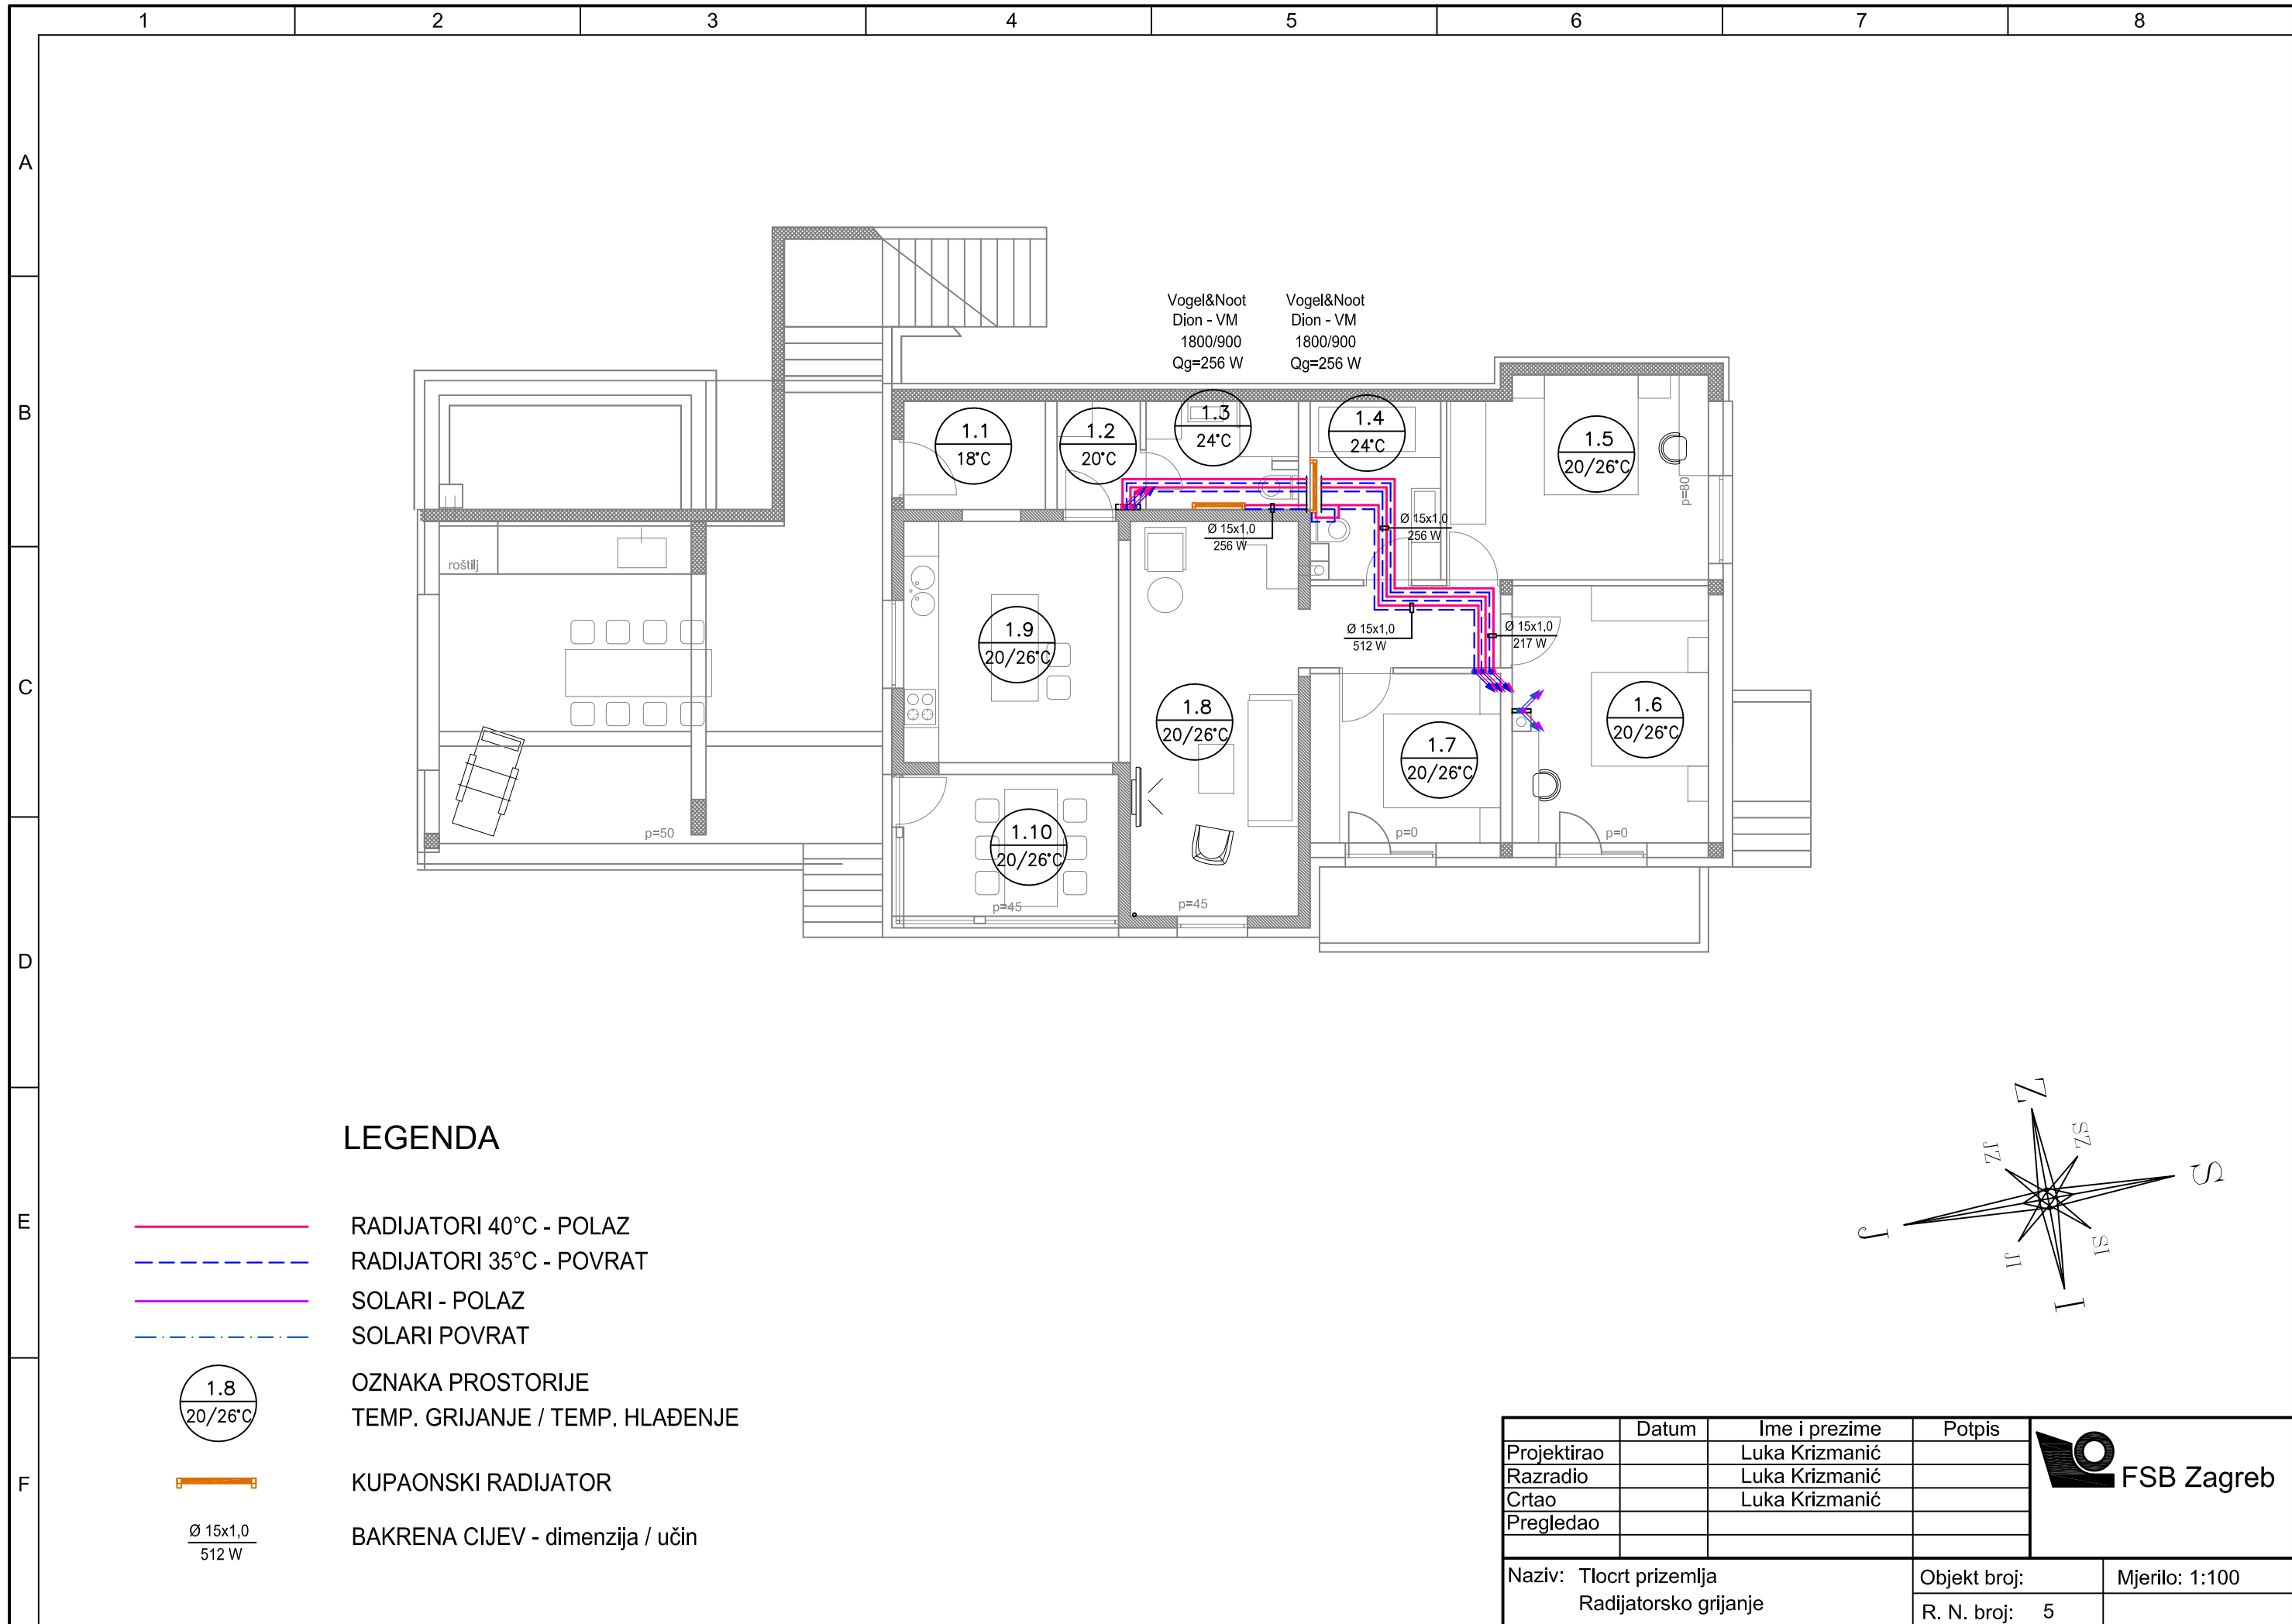 1 2 3 4 5 6 7 8
A
B
C
D
E
F
Vogel&Noot
Dion - VM
1800/900
Qg=256 W
Vogel&Noot
Dion - VM
1800/900
Qg=256 W
1.1
18°C
1.2
20°C
1.3
24°C
1.4
24°C
1.5
20/26°C
p=80
Ø 15x1,0
256 W
Ø 15x1,0
256 W
roštilj
1.9
20/26°C
Ø 15x1,0
512 W
Ø 15x1,0
217 W
1.8
20/26°C
1.6
20/26°C
1.7
20/26°C
1.10
20/26°C
p=50
p=0
p=0
p=45
p=45
LEGENDA
RADIJATORI 40°C - POLAZ
RADIJATORI 35°C - POVRAT
SOLARI - POLAZ
SOLARI POVRAT
1.8
20/26°C
OZNAKA PROSTORIJE
TEMP. GRIJANJE / TEMP. HLAĐENJE
KUPAONSKI RADIJATOR
Ø 15x1,0
512 W
BAKRENA CIJEV - dimenzija / učin
Z
SZ
JZ
S
J
SI
JI
I
Datum Ime i prezime Potpis
Projektirao Luka Krizmanić
Razradio Luka Krizmanić
Crtao Luka Krizmanić
Pregledao
FSB Zagreb
Naziv: Tlocrt prizemlja
Radijatorsko grijanje
Objekt broj:
Mjerilo: 1:100
R. N. broj: 5